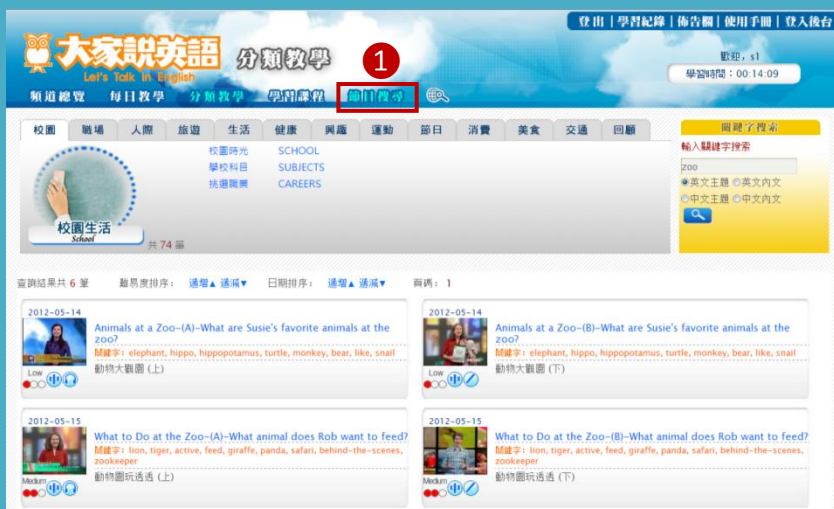 登出 | 學習紀錄 | 佈告欄 | 使用手冊 | 登入後台
大家說英語
Let's Talk In English
分類教學
1
歡迎, s1
學習時間：00:14:09
頻道總覽 每日教學 分類教學 學習課程 節目搜尋
校園 職場 人際 旅遊 生活 健康 興趣 運動 節日 消費 美食 交通 回顧
關鍵字搜索
校園時光 SCHOOL
學校科目 SUBJECTS
挑選職業 CAREERS
校園生活
School
共 74 篇
輸入關鍵字搜索
zoo
英文主題 英文內文
中文主題 中文內文
查詢結果共 6 筆 難易度排序： 遞增▲ 遞減▼ 日期排序： 遞增▲ 遞減▼ 頁碼： 1
2012-05-14
Animals at a Zoo-(A)-What are Susie's favorite animals at the
zoo?
關鍵字: elephant, hippo, hippopotamus, turtle, monkey, bear, like, snail
動物大觀園 (上)
Low
中
2012-05-14
Animals at a Zoo-(B)-What are Susie's favorite animals at the
zoo?
關鍵字: elephant, hippo, hippopotamus, turtle, monkey, bear, like, snail
動物大觀園 (下)
Low
中
2012-05-15
What to Do at the Zoo-(A)-What animal does Rob want to feed?
關鍵字: lion, tiger, active, feed, giraffe, panda, safari, behind-the-scenes,
zookeeper
動物園玩透透 (上)
Medium
中
2012-05-15
What to Do at the Zoo-(B)-What animal does Rob want to feed?
關鍵字: lion, tiger, active, feed, giraffe, panda, safari, behind-the-scenes,
zookeeper
動物園玩透透 (下)
Medium
中